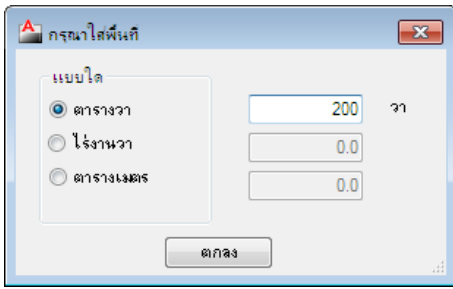 กรุณาใส่พื้นที่
แบบใด
ตารางวา 200 วา
ไร่งานวา 0.0
ตารางเมตร 0.0
ตกลง